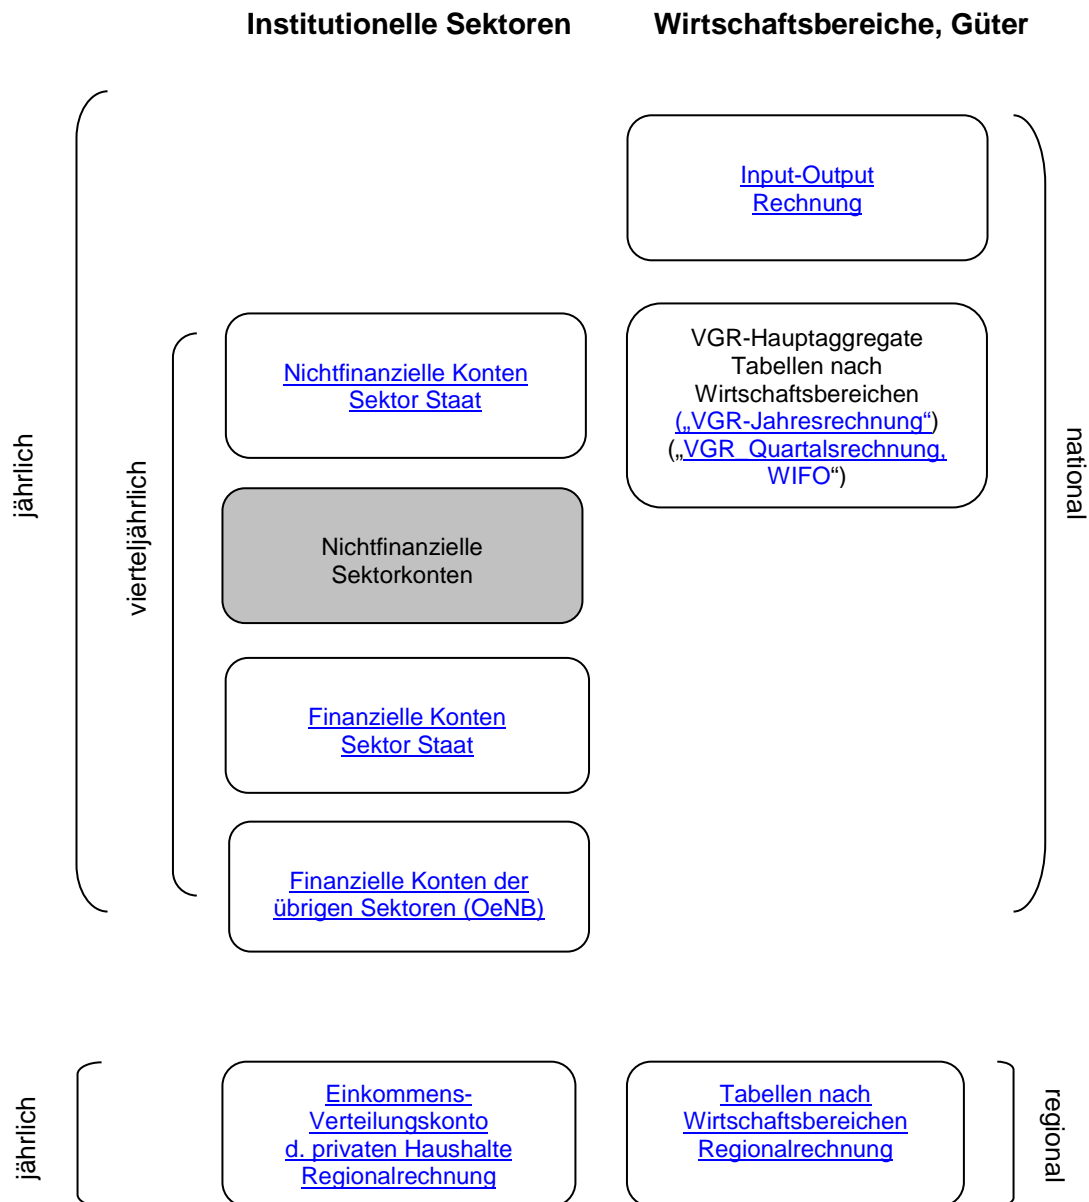 Institutionelle Sektoren
Wirtschaftsbereiche, Güter
jährlich
vierteljährlich
national
Input-Output
Rechnung
Nichtfinanzielle Konten
Sektor Staat
VGR-Hauptaggregate
Tabellen nach
Wirtschaftsbereichen
(„VGR-Jahresrechnung“)
(„VGR_Quartalsrechnung,
WIFO“)
Nichtfinanzielle
Sektorkonten
Finanzielle Konten
Sektor Staat
Finanzielle Konten der
übrigen Sektoren (OeNB)
jährlich
Einkommens-
Verteilungskonto
d. privaten Haushalte
Regionalrechnung
Tabellen nach
Wirtschaftsbereichen
Regionalrechnung
regional